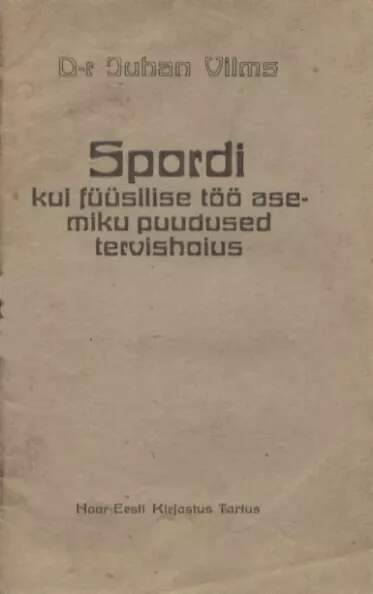 D-r Juhan Vilms
Spordi
kui füüsilise töö ase-
miku puudused
tervishoius
Noor-Eesti Kirjastus Tartus